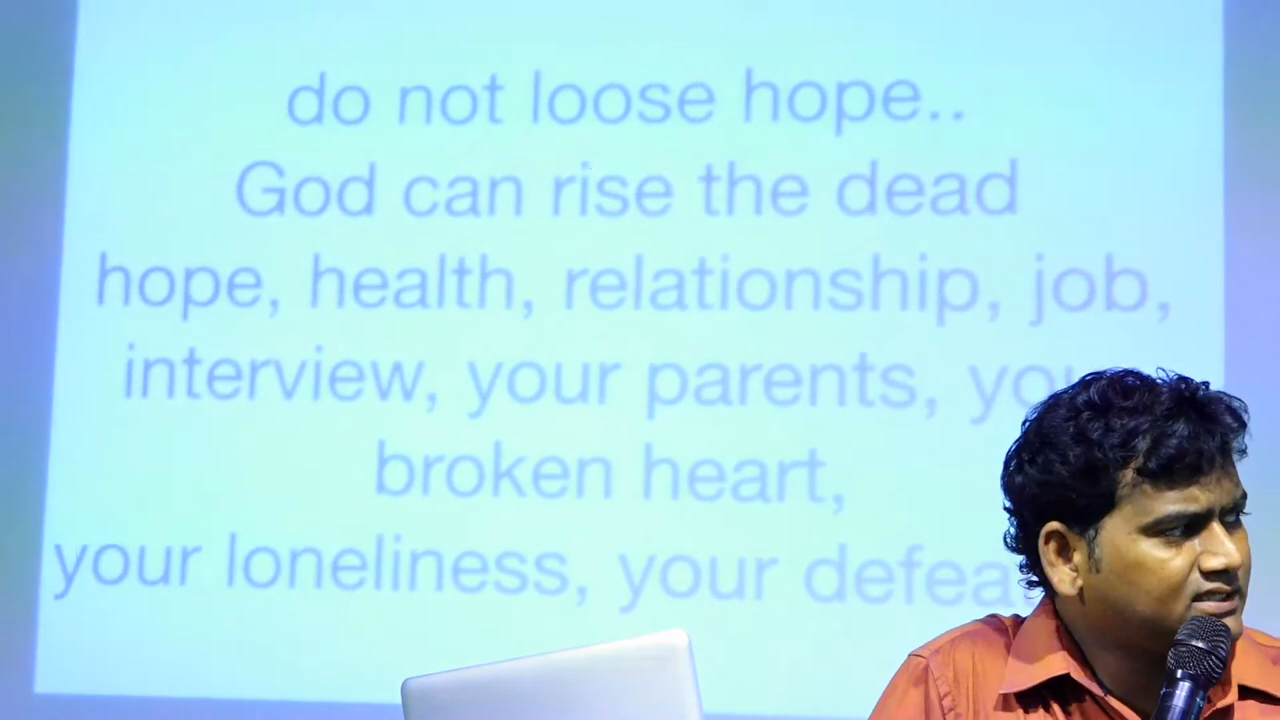 do not loose hope..
God can rise the dead
hope, health, relationship, job,
interview, your parents,
broken heart,
your loneliness, your